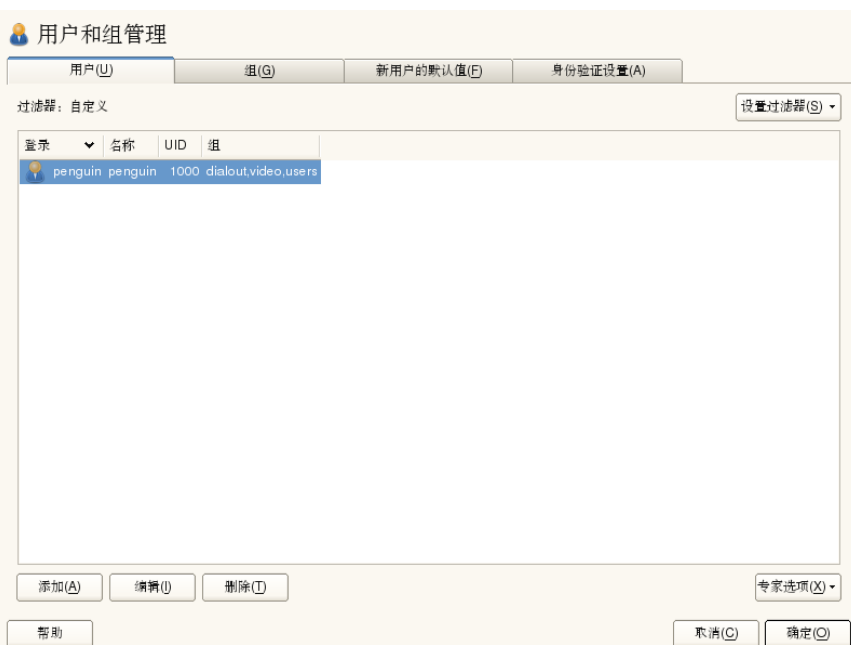 用户和组管理
用户(U) 组(G) 新用户的默认值(F) 身份验证设置(A)
过滤器：自定义 设置过滤器(S)
登录 名称 UID 组
penguin penguin 1000 dialout,video,users
添加(A) 编辑(I) 删除(T) 专家选项(X)
帮助 取消(C) 确定(O)